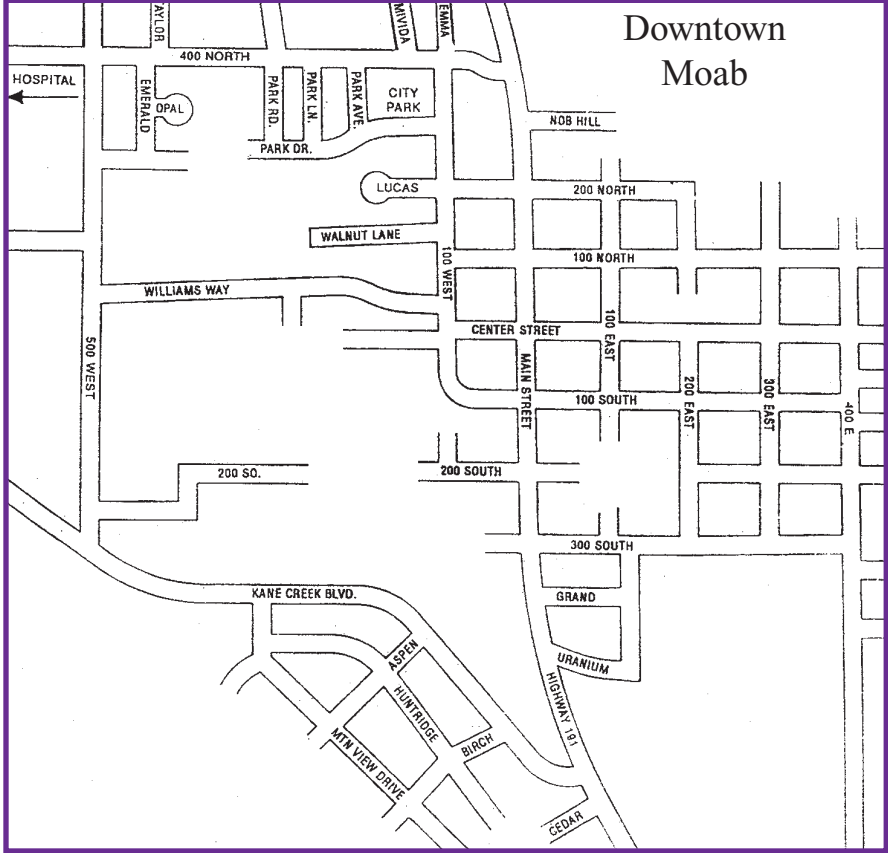 Downtown
Moab
TAYLOR
MIVIDA
EMMA
400 NORTH
HOSPITAL
EMERALD
OPAL
PARK RD.
PARK LN.
PARK AVE.
CITY
PARK
NOB HILL
PARK DR.
LUCAS
200 NORTH
WALNUT LANE
100 WEST
100 NORTH
WILLIAMS WAY
CENTER STREET
100 EAST
500 WEST
MAIN STREET
200 EAST
300 EAST
100 SOUTH
400 E
200 SO.
200 SOUTH
300 SOUTH
KANE CREEK BLVD.
GRAND
ASPEN
URANIUM
HUNTRIDGE
HIGHWAY 191
BIRCH
MTN VIEW DRIVE
CEDAR